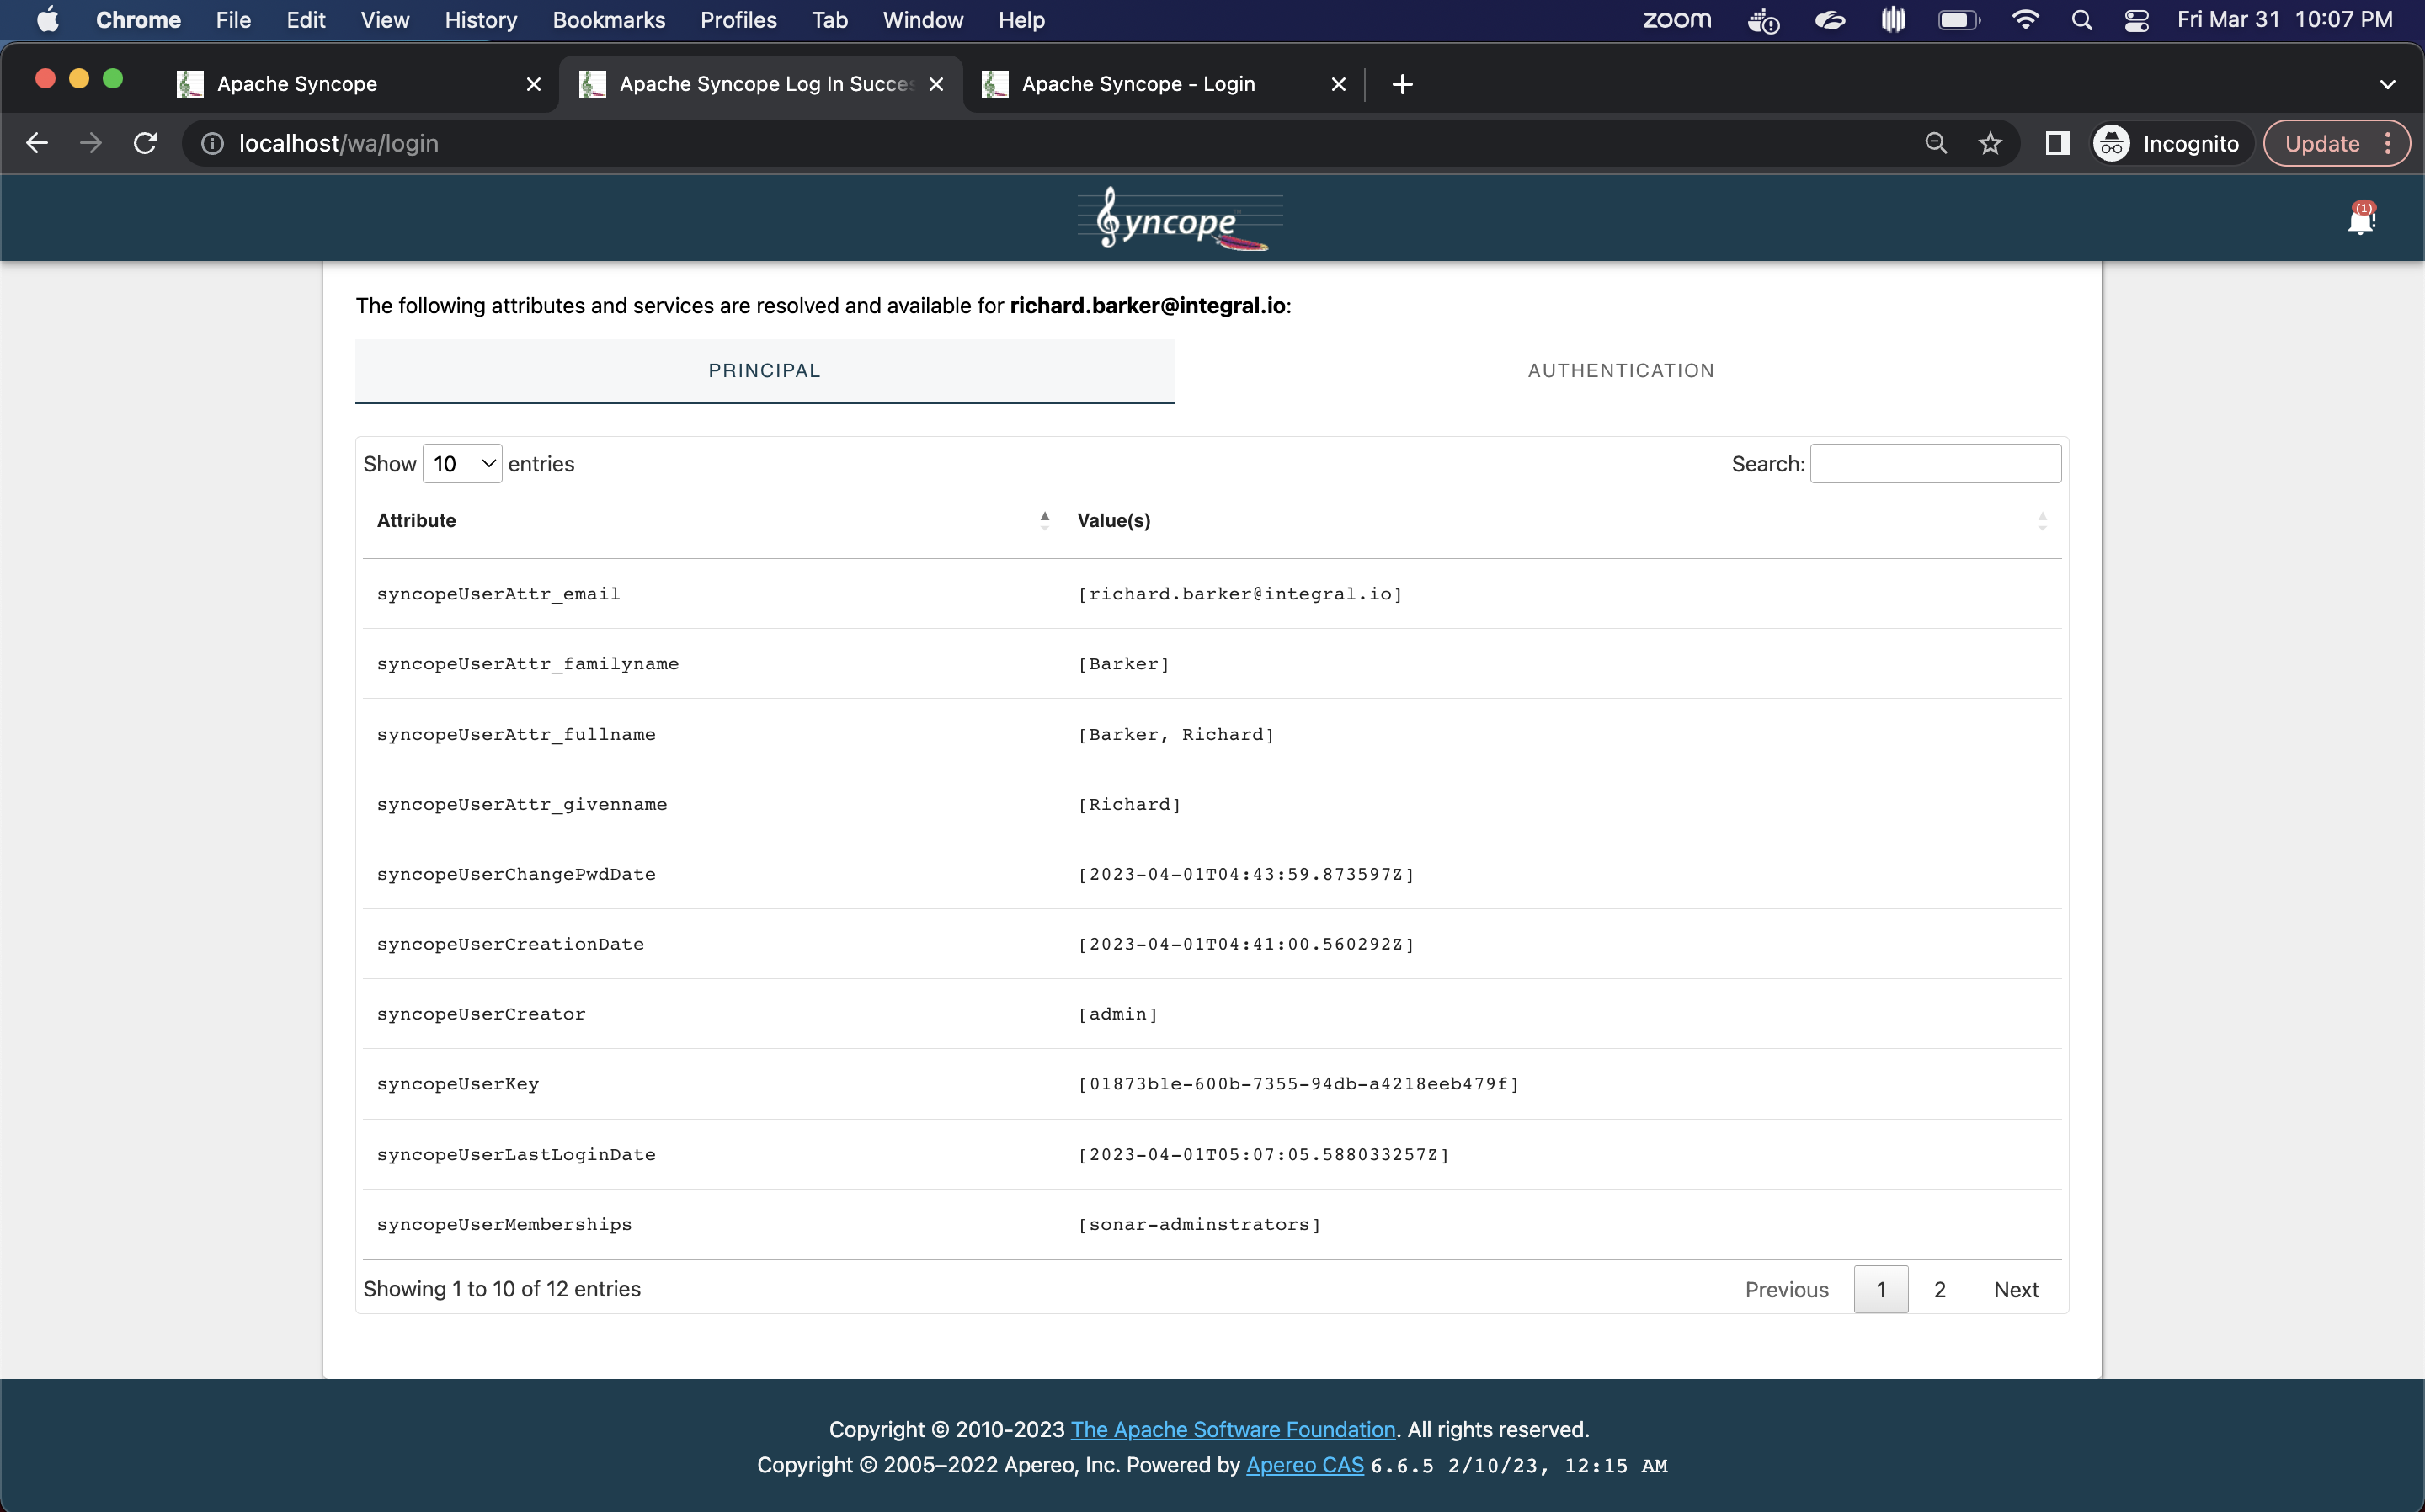 Chrome File Edit View History Bookmarks Profiles Tab Window Help zoom Fri Mar 31 10:07 PM
Apache Syncope Apache Syncope Log In Succes Apache Syncope - Login
localhost/wa/login Incognito Update
yncope
(1)
The following attributes and services are resolved and available for richard.barker@integral.io:
PRINCIPAL AUTHENTICATION
Show 10 entries Search:
Attribute Value(s)
syncopeUserAttr_email [richard.barker@integral.io]
syncopeUserAttr_familyname [Barker]
syncopeUserAttr_fullname [Barker, Richard]
syncopeUserAttr_givenname [Richard]
syncopeUserChangePwdDate [2023-04-01T04:43:59.873597Z]
syncopeUserCreationDate [2023-04-01T04:41:00.560292Z]
syncopeUserCreator [admin]
syncopeUserKey [01873b1e-600b-7355-94db-a4218eeb479f]
syncopeUserLastLoginDate [2023-04-01T05:07:05.588033257Z]
syncopeUserMemberships [sonar-adminstrators]
Showing 1 to 10 of 12 entries Previous 1 2 Next
Copyright © 2010-2023 The Apache Software Foundation. All rights reserved.
Copyright © 2005–2022 Apereo, Inc. Powered by Apereo CAS 6.6.5 2/10/23, 12:15 AM